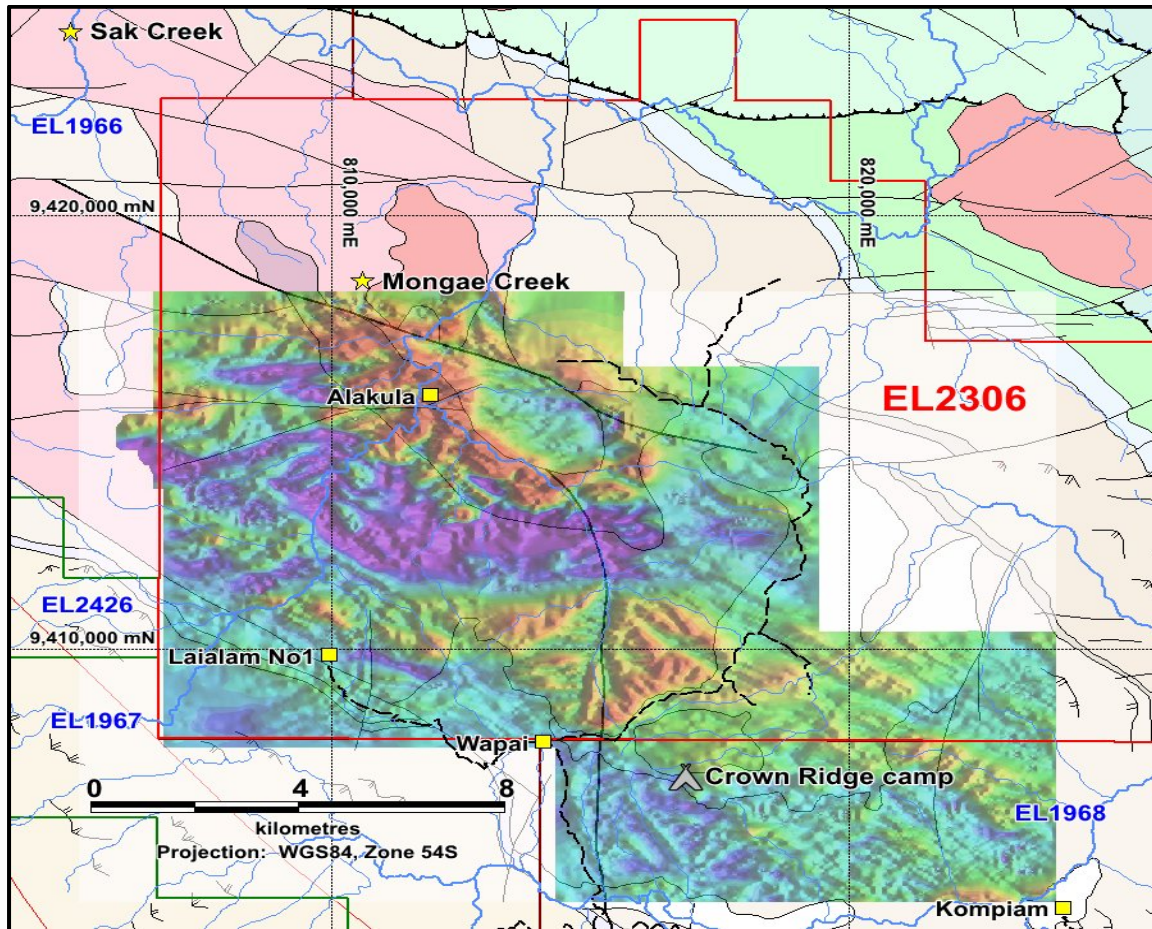 Sak Creek
EL1966
810,000 mE
820,000 mE
9,420,000 mN
Mongae Creek
EL2306
Alakula
EL2426
9,410,000 mN
Laialam No1
EL1967
Wapai
Crown Ridge camp
0 4 8
kilometres
EL1968
Projection: WGS84, Zone 54S
Kompiam